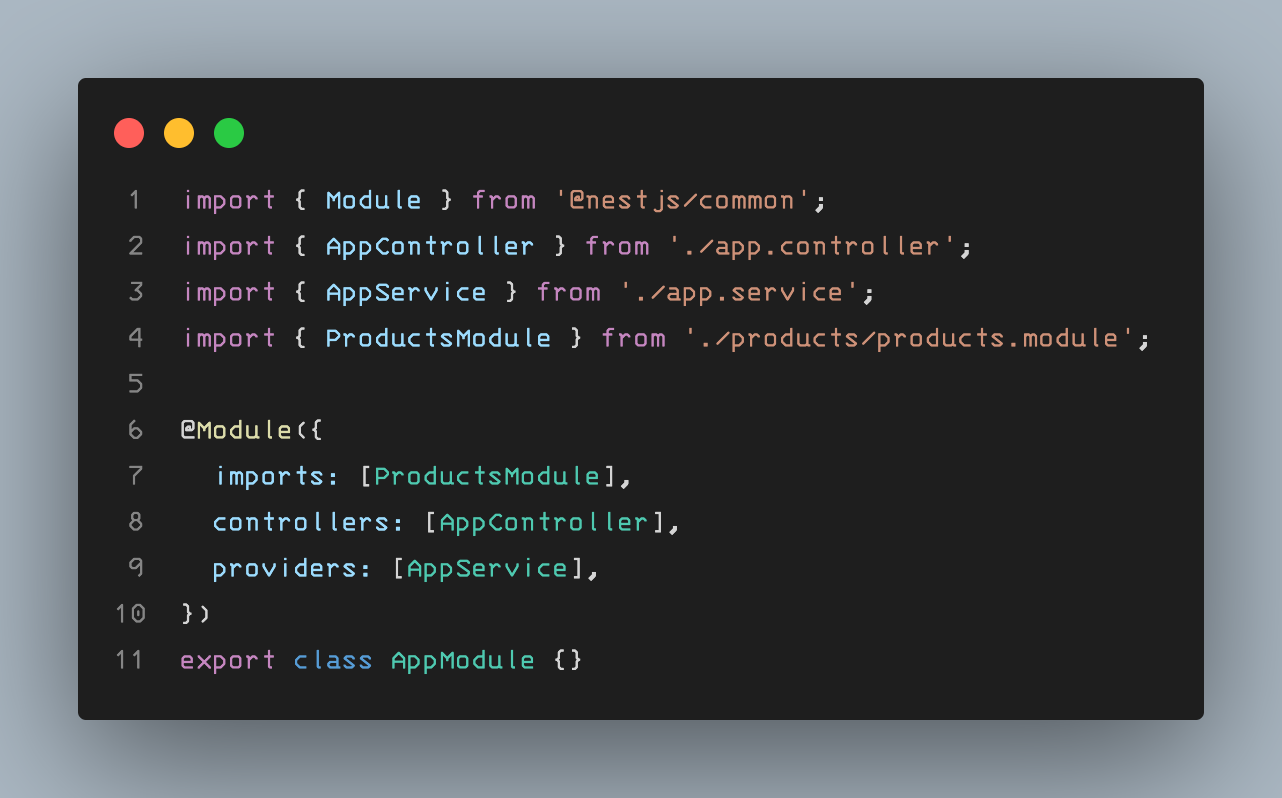 1 import { Module } from '@nestjs/common';
2 import { AppController } from './app.controller';
3 import { AppService } from './app.service';
4 import { ProductsModule } from './products/products.module';
5
6 @Module({
7   imports: [ProductsModule],
8   controllers: [AppController],
9   providers: [AppService],
10 })
11 export class AppModule {}